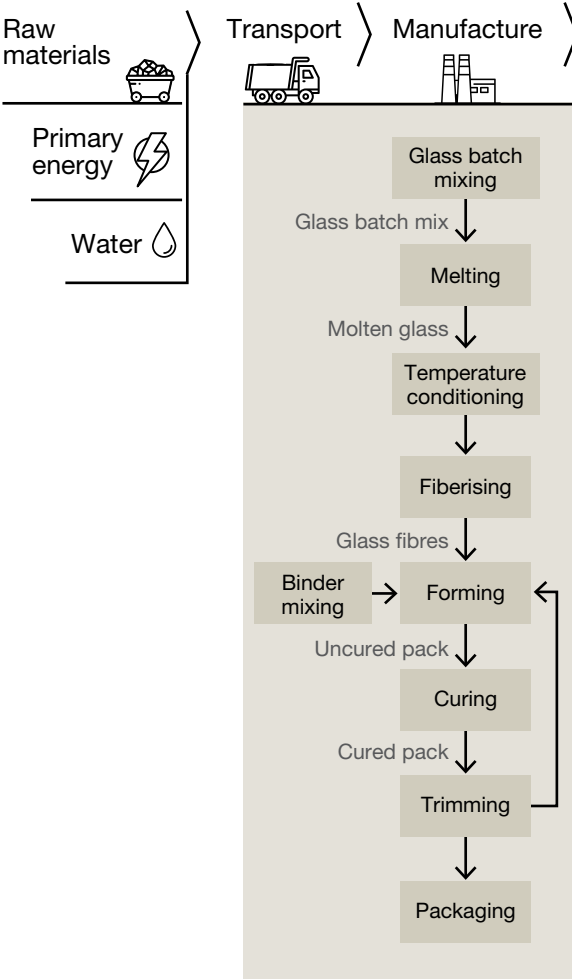 Raw
materials
Transport
Manufacture
Primary
energy
Water
Glass batch
mixing
Glass batch mix
Melting
Molten glass
Temperature
conditioning
Fiberising
Glass fibres
Binder
mixing
Forming
Uncured pack
Curing
Cured pack
Trimming
Packaging